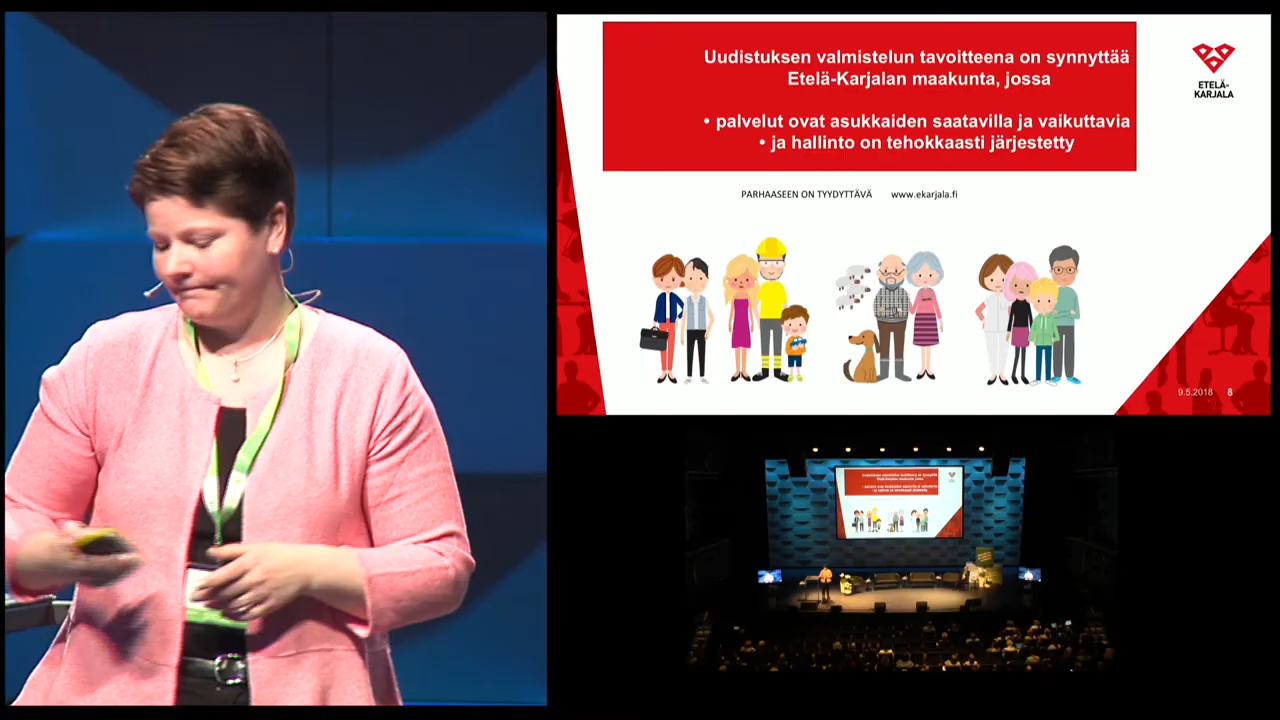 Uudistuksen valmistelun tavoitteena on synnyttää
Etelä-Karjalan maakunta, jossa
• palvelut ovat asukkaiden saatavilla ja vaikuttavia
• ja hallinto on tehokkaasti järjestetty
ETELÄ-
KARJALA
PARHAASEEN ON TYYDYTTÄVÄ www.ekarjala.fi
9.5.2018 8